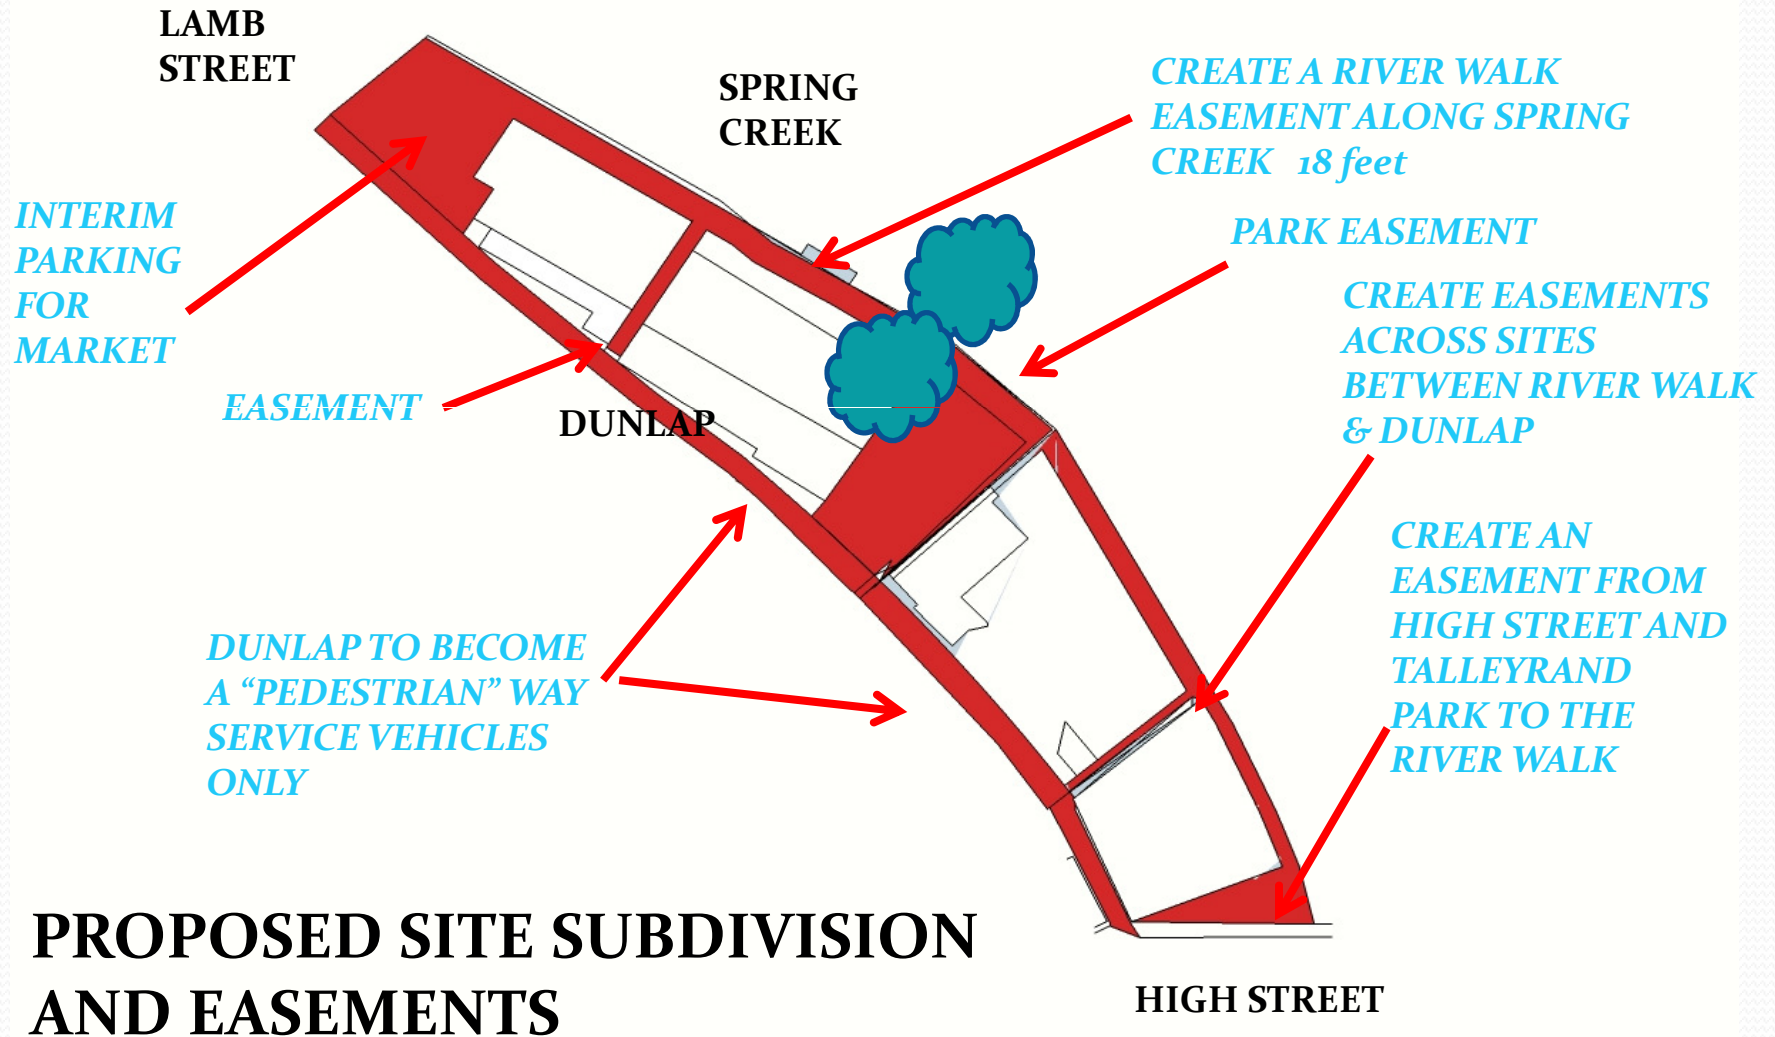 LAMB
STREET
SPRING
CREEK
CREATE A RIVER WALK
EASEMENT ALONG SPRING
CREEK 18 feet
INTERIM
PARKING
FOR
MARKET
PARK EASEMENT
CREATE EASEMENTS
ACROSS SITES
BETWEEN RIVER WALK
& DUNLAP
EASEMENT
DUNLAP
CREATE AN
EASEMENT FROM
HIGH STREET AND
TALLEYRAND
PARK TO THE
RIVER WALK
DUNLAP TO BECOME
A “PEDESTRIAN” WAY
SERVICE VEHICLES
ONLY
PROPOSED SITE SUBDIVISION
AND EASEMENTS
HIGH STREET